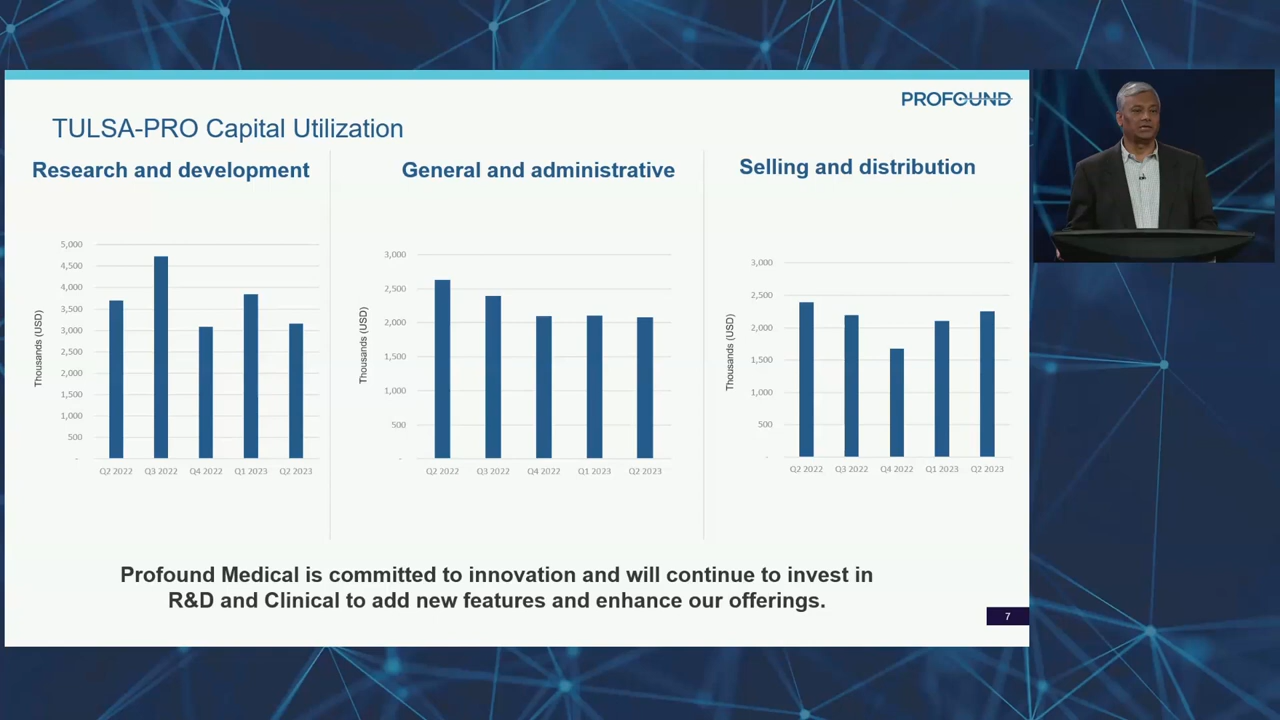 PROFOUND
TULSA-PRO Capital Utilization
Research and development
Thousands (USD)
5,000
4,500
4,000
3,500
3,000
2,500
2,000
1,500
1,000
500
-
Q2 2022 Q3 2022 Q4 2022 Q1 2023 Q2 2023
General and administrative
Thousands (USD)
3,000
2,500
2,000
1,500
1,000
500
-
Q2 2022 Q3 2022 Q4 2022 Q1 2023 Q2 2023
Selling and distribution
Thousands (USD)
3,000
2,500
2,000
1,500
1,000
500
-
Q2 2022 Q3 2022 Q4 2022 Q1 2023 Q2 2023
Profound Medical is committed to innovation and will continue to invest in
R&D and Clinical to add new features and enhance our offerings.
7